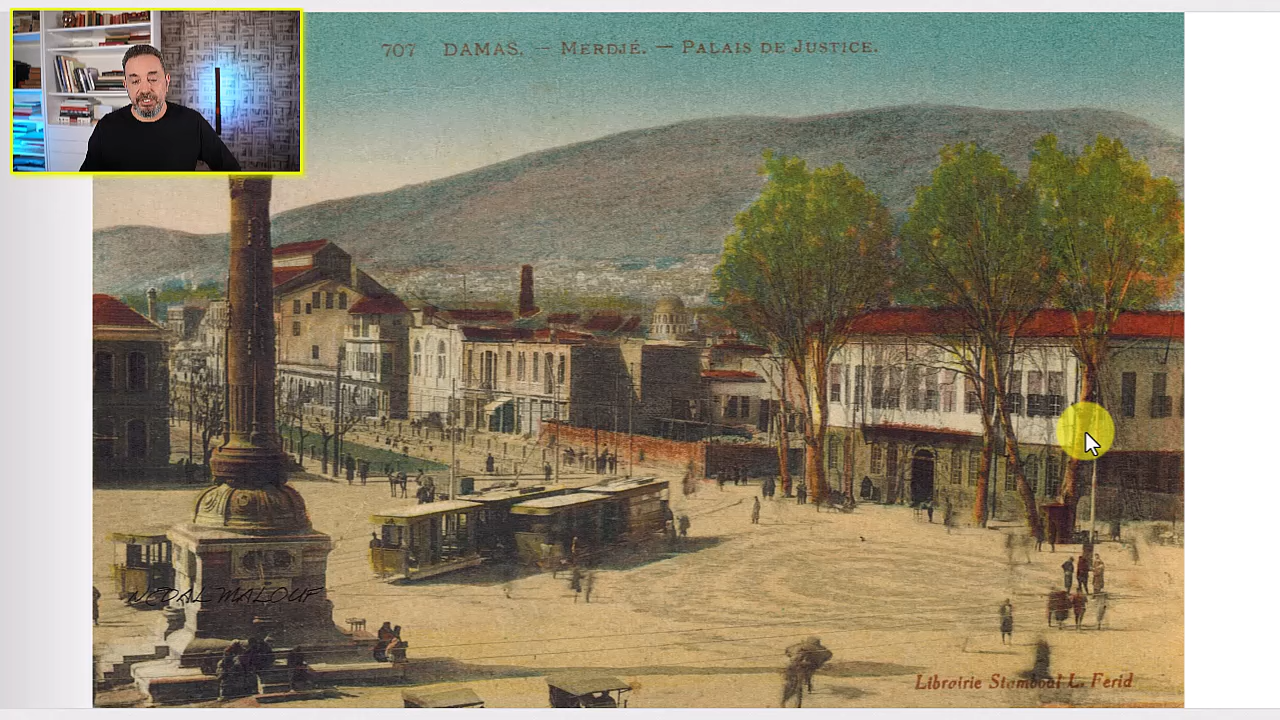 707 DAMAS. — MERDJÉ. — PALAIS DE JUSTICE.
NEDAL MALOUF
Librairie Stamboul L. Ferid